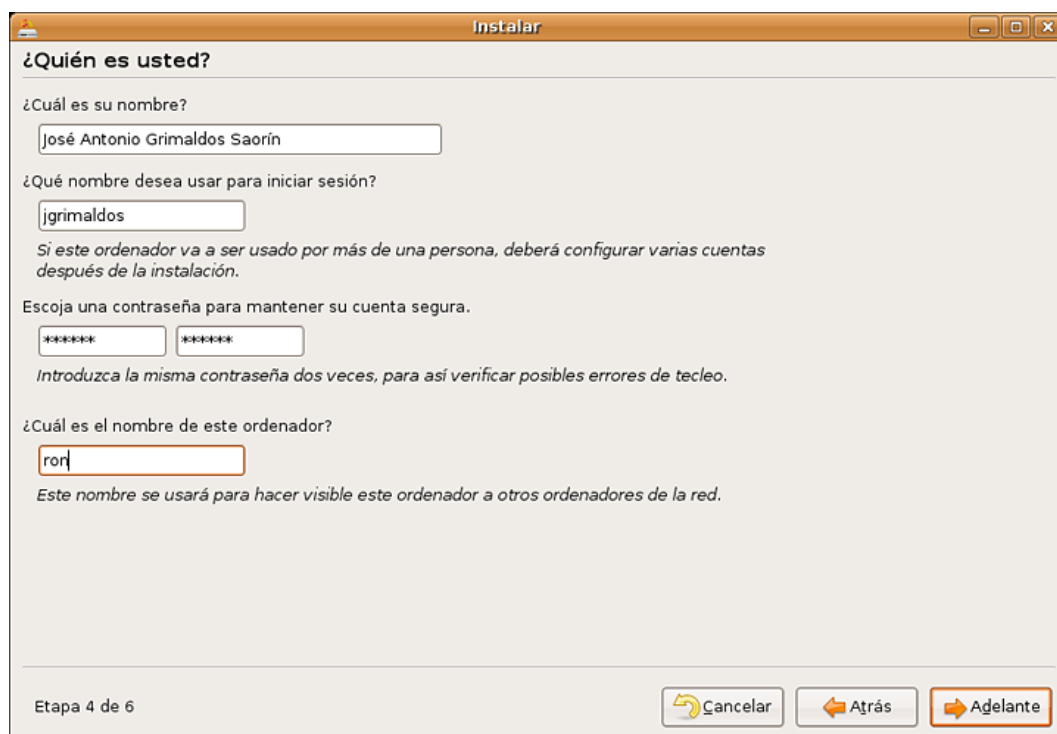 Instalar
¿Quién es usted?
¿Cuál es su nombre?
José Antonio Grimaldos Saorín
¿Qué nombre desea usar para iniciar sesión?
jgrimaldos
Si este ordenador va a ser usado por más de una persona, deberá configurar varias cuentas
después de la instalación.
Escoja una contraseña para mantener su cuenta segura.
****** ******
Introduzca la misma contraseña dos veces, para así verificar posibles errores de tecleo.
¿Cuál es el nombre de este ordenador?
ron
Este nombre se usará para hacer visible este ordenador a otros ordenadores de la red.
Etapa 4 de 6 Cancelar Atrás Adelante